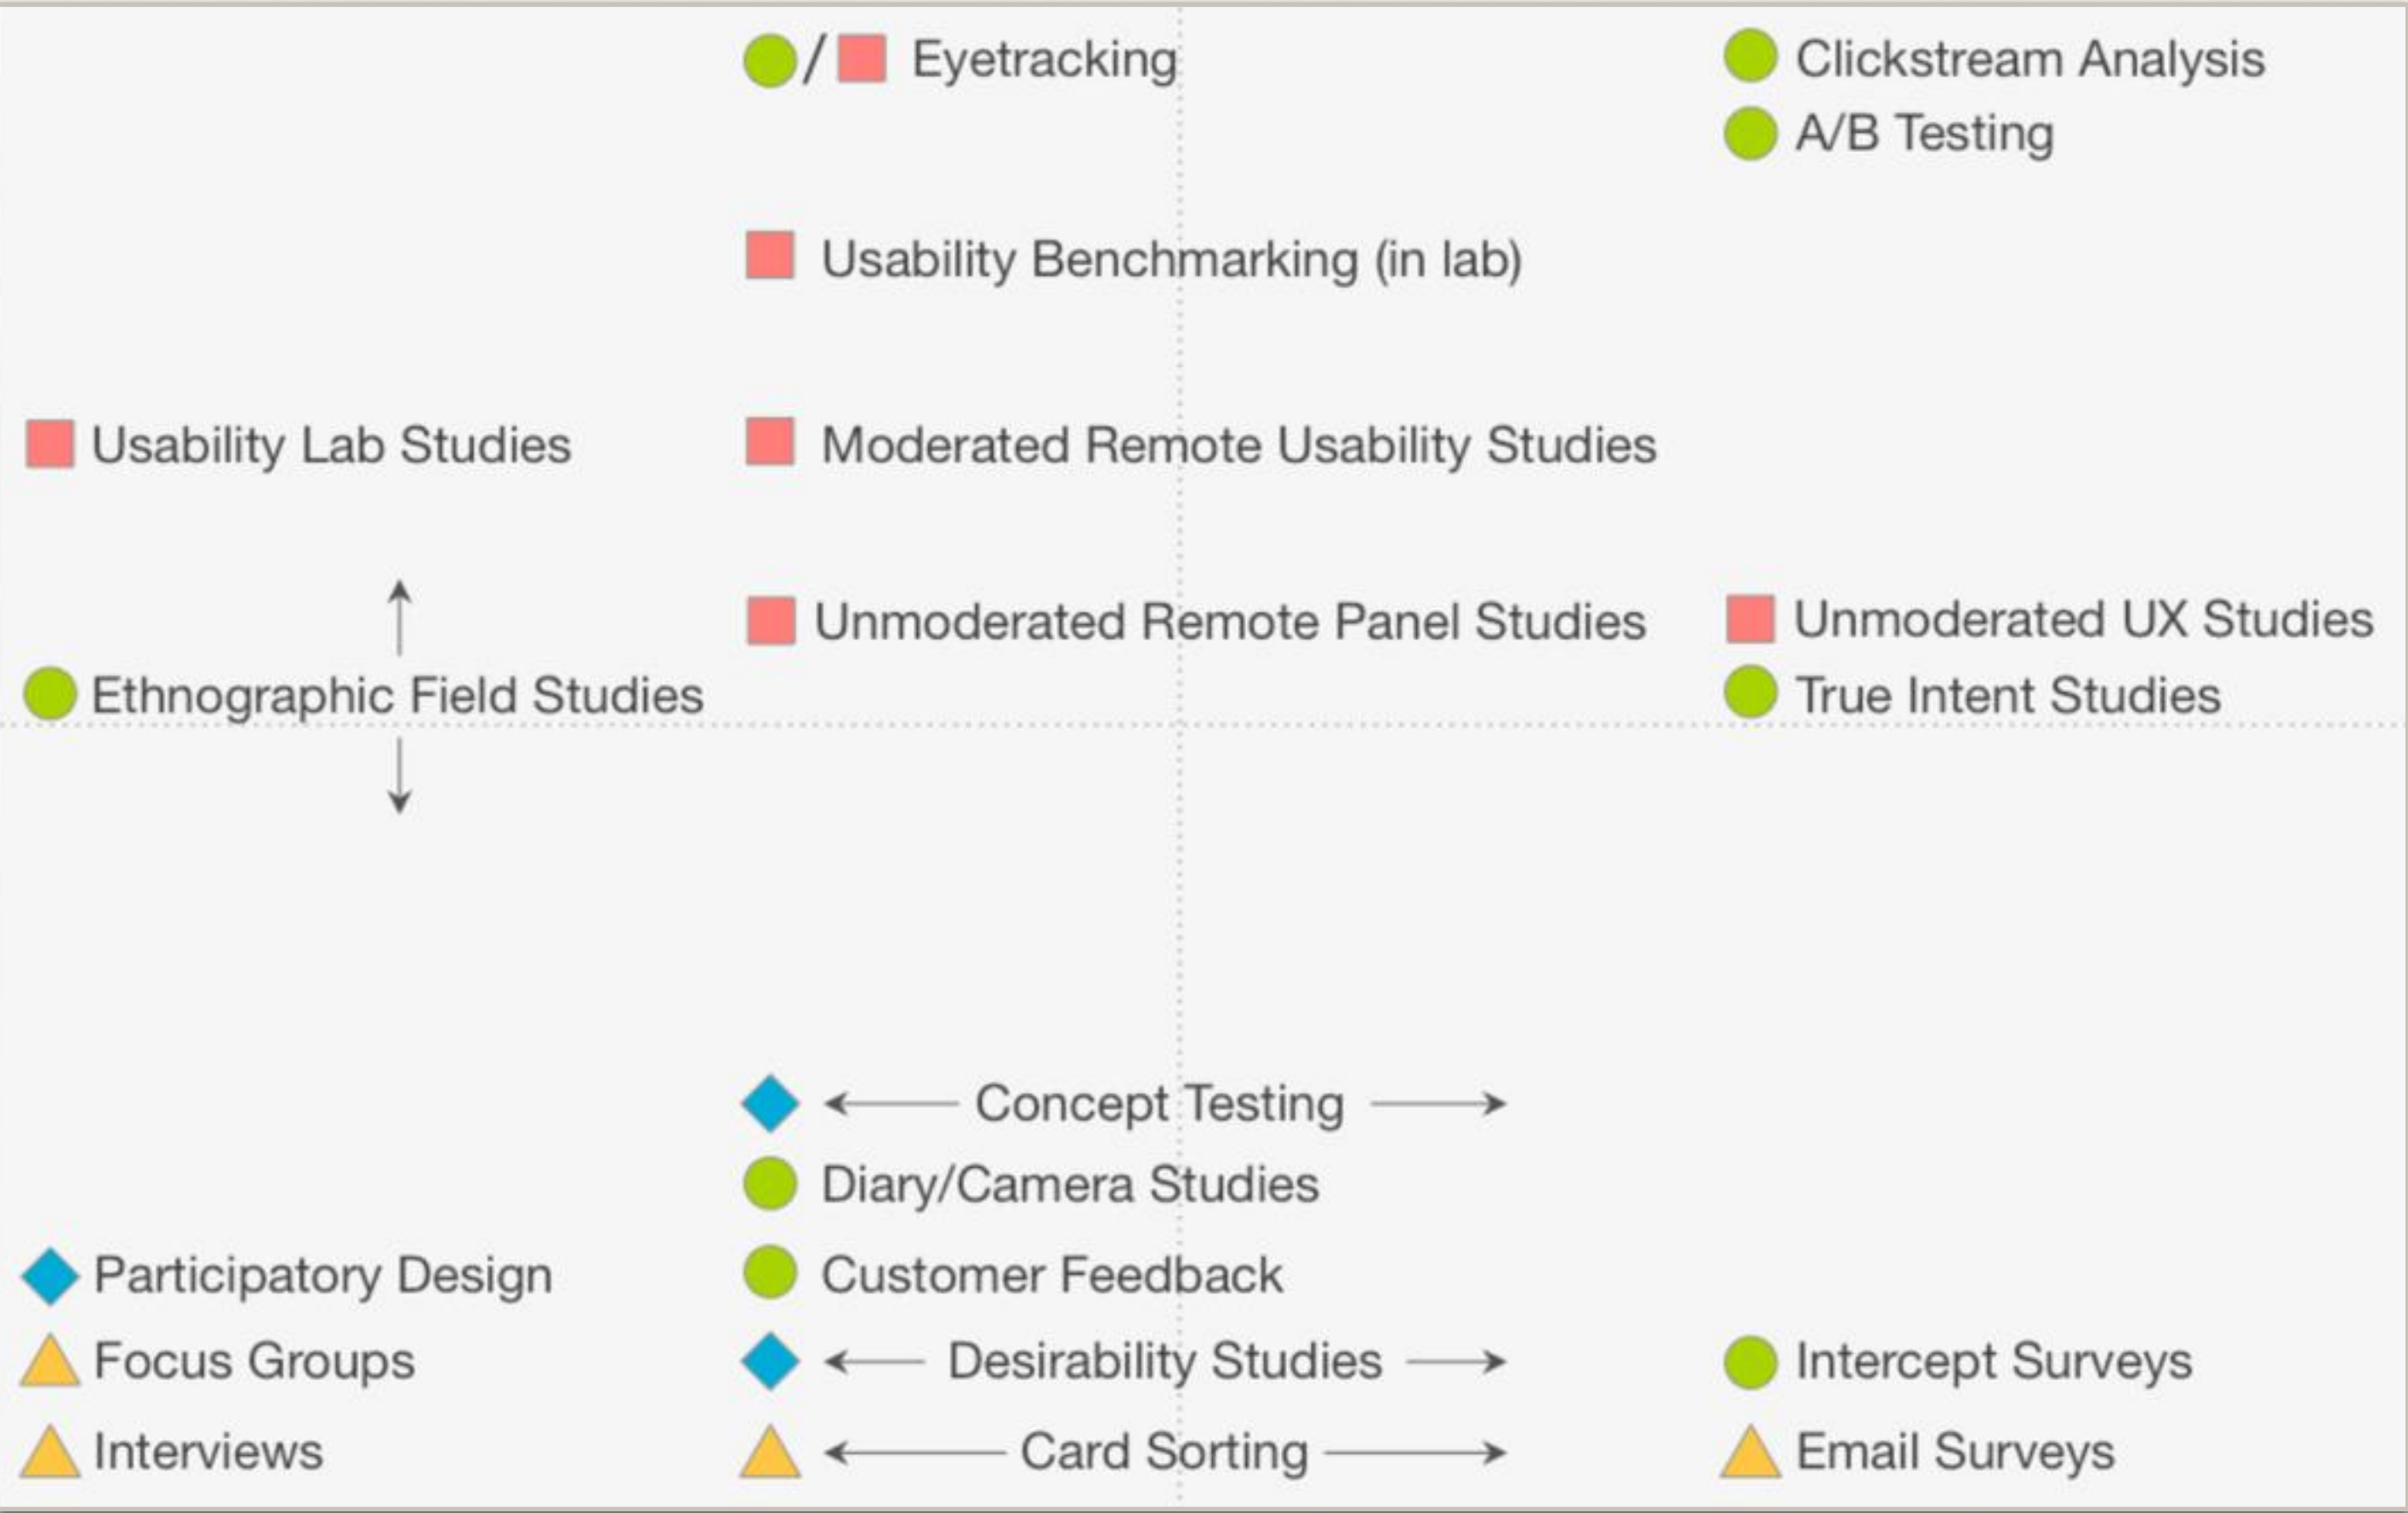 / Eyetracking
Clickstream Analysis
A/B Testing
Usability Benchmarking (in lab)
Usability Lab Studies
Moderated Remote Usability Studies
Unmoderated Remote Panel Studies
Unmoderated UX Studies
Ethnographic Field Studies
True Intent Studies
Concept Testing
Diary/Camera Studies
Participatory Design
Customer Feedback
Focus Groups
Desirability Studies
Intercept Surveys
Interviews
Card Sorting
Email Surveys